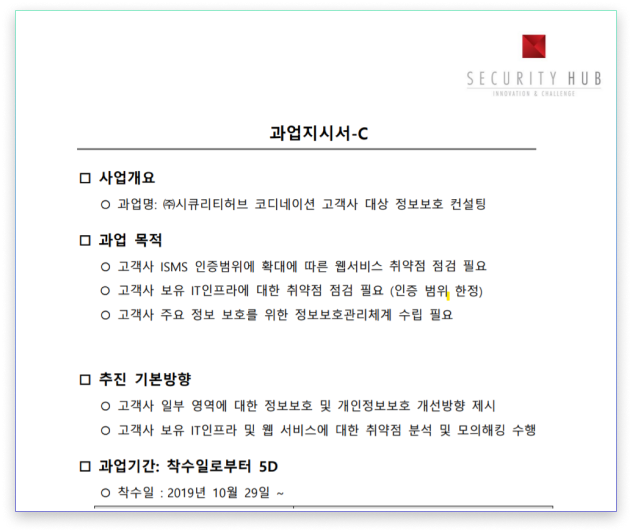 SECURITY HUB
INNOVATION & CHALLENGE
과업지시서-C
□ 사업개요
○ 과업명: ㈜시큐리티허브 코디네이션 고객사 대상 정보보호 컨설팅
□ 과업 목적
○ 고객사 ISMS 인증범위에 확대에 따른 웹서비스 취약점 점검 필요
○ 고객사 보유 IT인프라에 대한 취약점 점검 필요 (인증 범위 한정)
○ 고객사 주요 정보 보호를 위한 정보보호관리체계 수립 필요
□ 추진 기본방향
○ 고객사 일부 영역에 대한 정보보호 및 개인정보보호 개선방향 제시
○ 고객사 보유 IT인프라 및 웹 서비스에 대한 취약점 분석 및 모의해킹 수행
□ 과업기간: 착수일로부터 5D
○ 착수일 : 2019년 10월 29일 ~